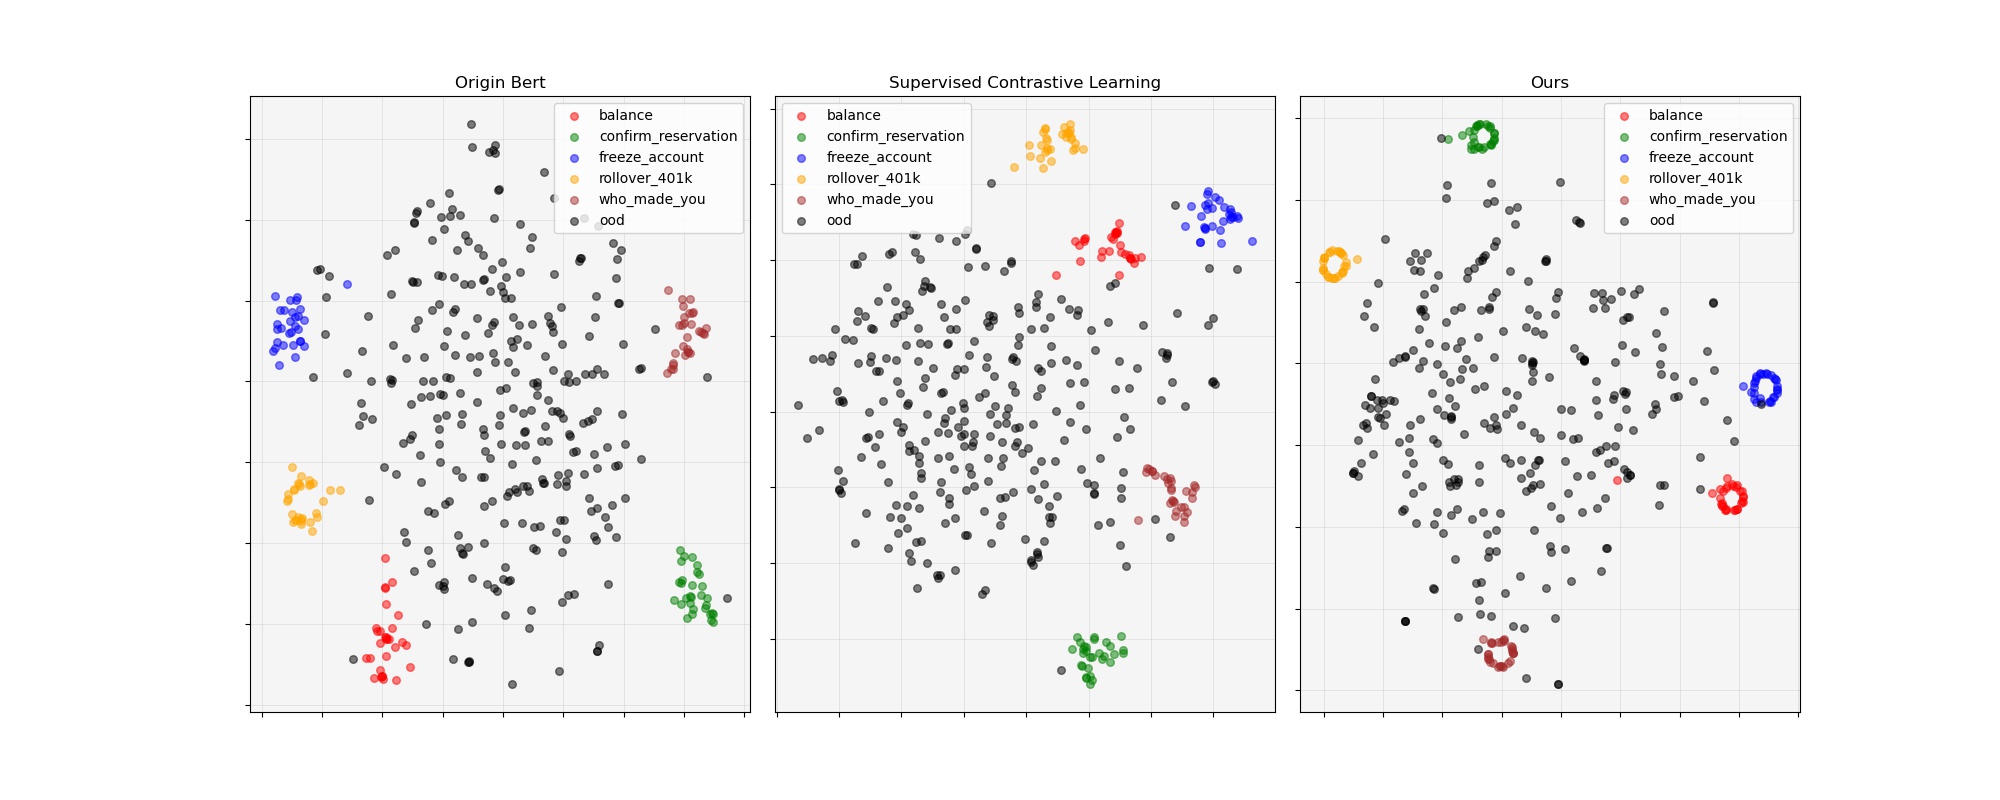 Origin Bert
balance
confirm_reservation
freeze_account
rollover_401k
who_made_you
ood
Supervised Contrastive Learning
balance
confirm_reservation
freeze_account
rollover_401k
who_made_you
ood
Ours
balance
confirm_reservation
freeze_account
rollover_401k
who_made_you
ood